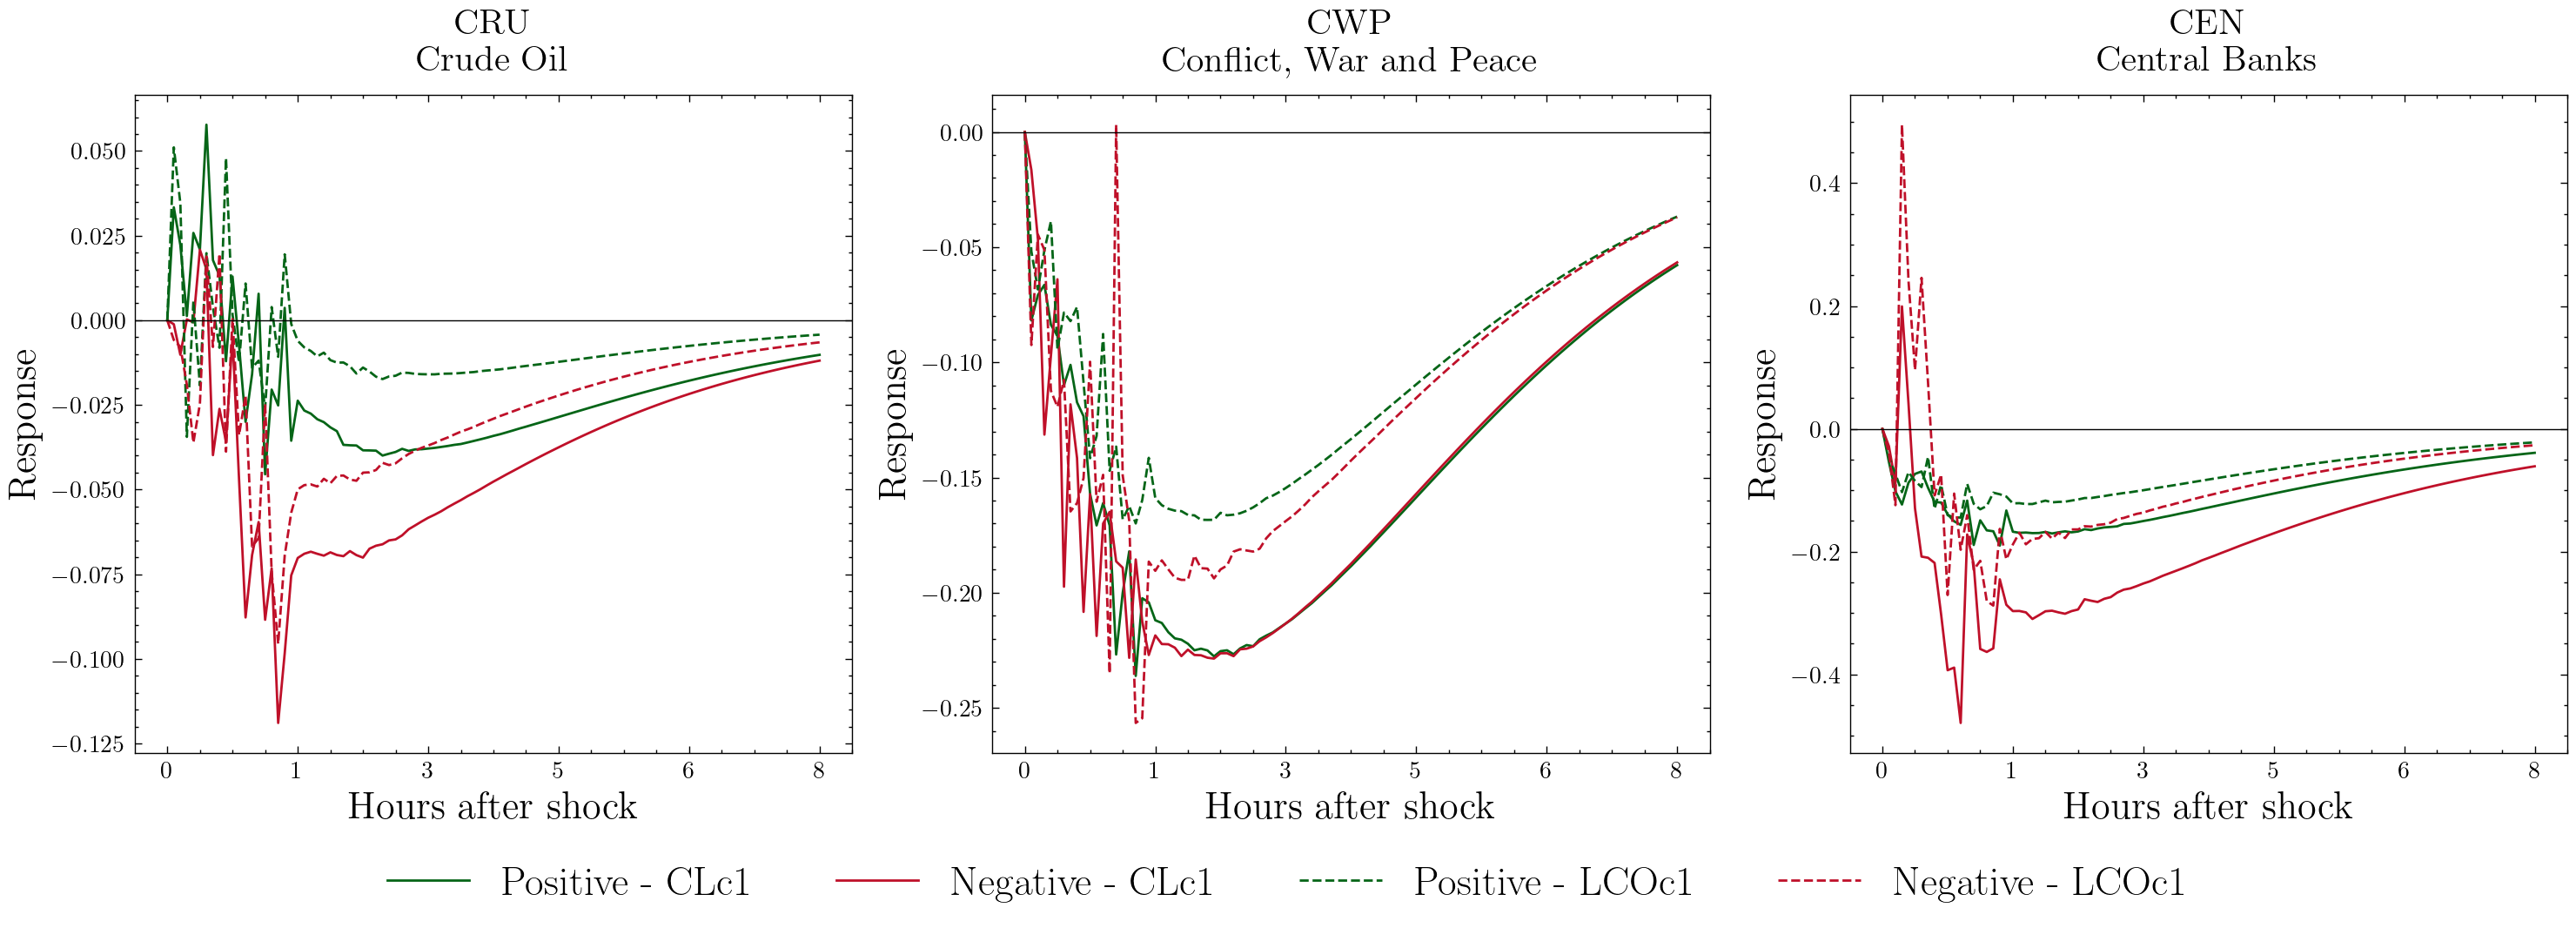 CRU
Crude Oil
Response
0.050
0.025
0.000
−0.025
−0.050
−0.075
−0.100
−0.125
0 1 3 5 6 8
Hours after shock
CWP
Conflict, War and Peace
Response
0.00
−0.05
−0.10
−0.15
−0.20
−0.25
0 1 3 5 6 8
Hours after shock
CEN
Central Banks
Response
0.4
0.2
0.0
−0.2
−0.4
0 1 3 5 6 8
Hours after shock
Positive - CLc1 Negative - CLc1 Positive - LCOc1 Negative - LCOc1